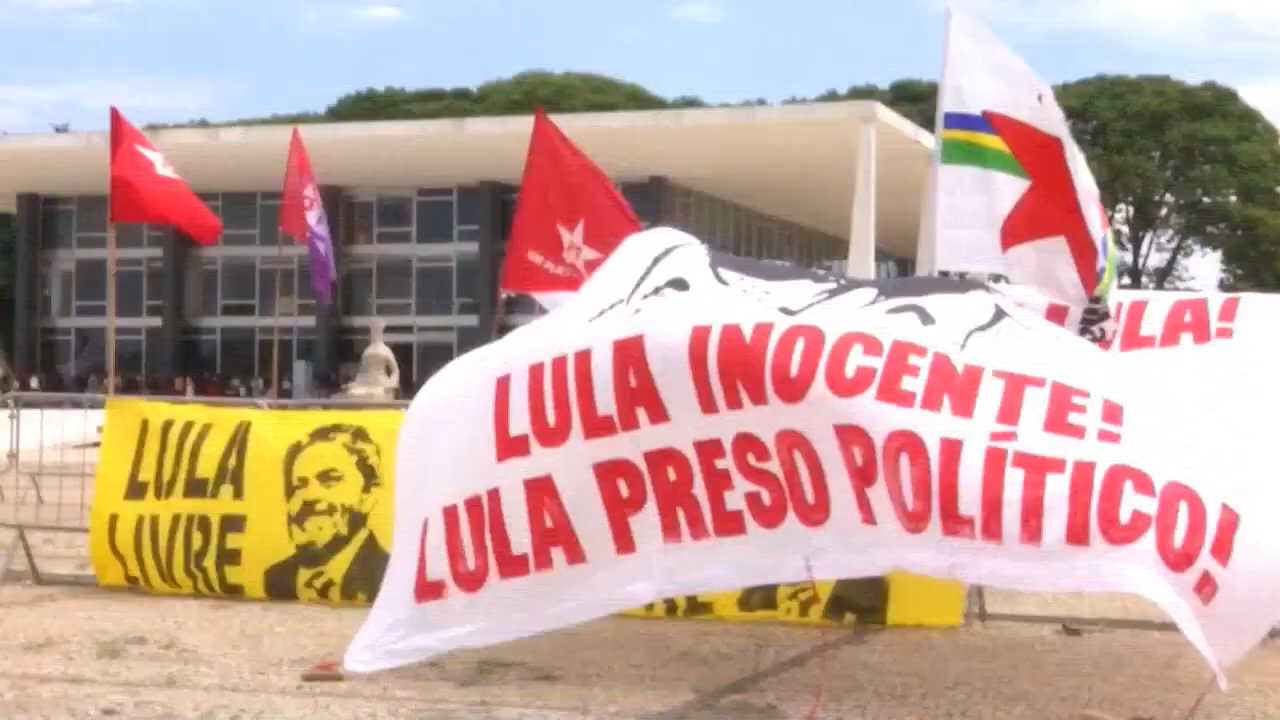 LULA
LIVRE
LULA INOCENTE!
LULA PRESO POLÍTICO!
LULA!